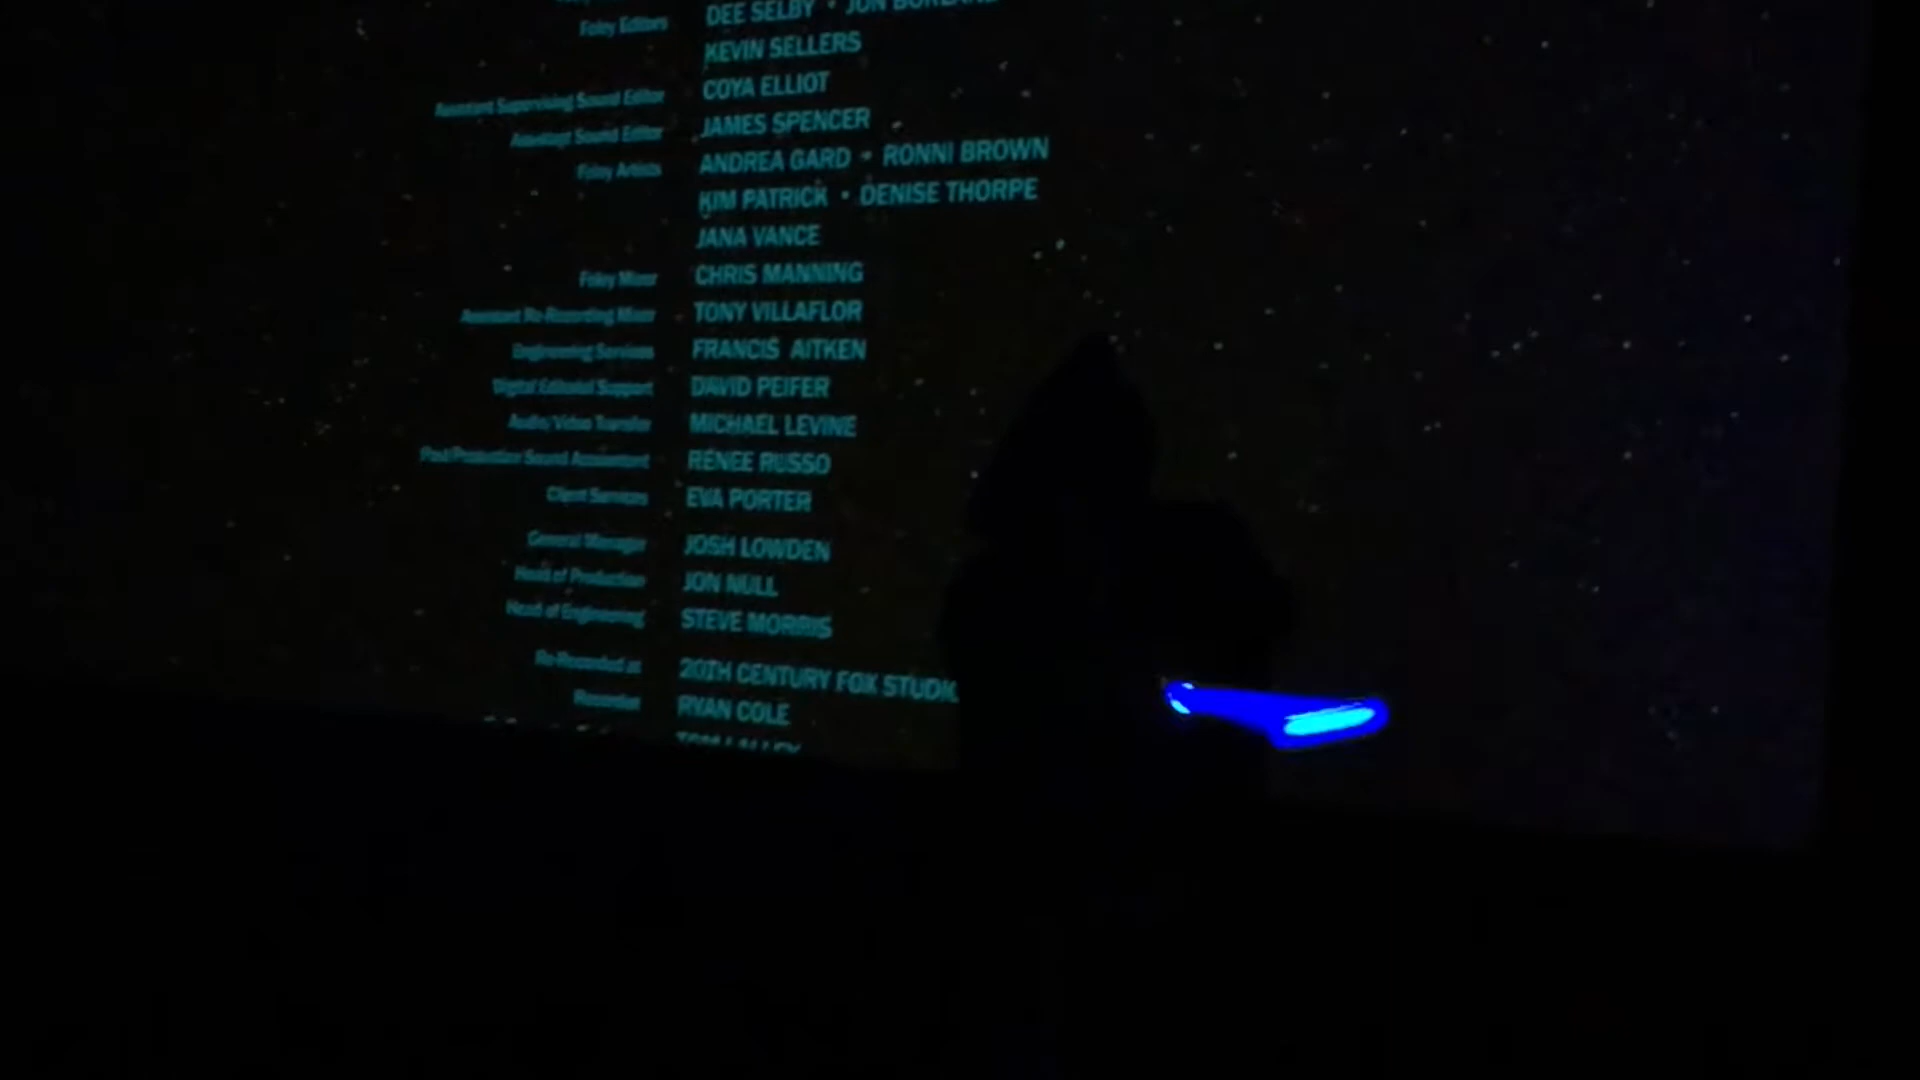 Foley Editors DEE SELBY •
KEVIN SELLERS
COYA ELLIOT
Assistant Supervising Sound Editor JAMES SPENCER
Assistant Sound Editor
Foley Artists ANDREA GARD • RONNI BROWN
KIM PATRICK • DENISE THORPE
JANA VANCE
Foley Mixer CHRIS MANNING
Assistant Re-Recording Mixer TONY VILLAFLOR
Engineering Services FRANCIS AITKEN
Digital Editorial Support DAVID PEIFER
Audio/Video Transfer MICHAEL LEVINE
Post-Production Sound Accountant RENEE RUSSO
Client Services EVA PORTER
General Manager JOSH LOWDEN
Head of Production JON NULL
Head of Engineering STEVE MORRIS
Re-Recorded at 20TH CENTURY FOX
Recordist RYAN COLE